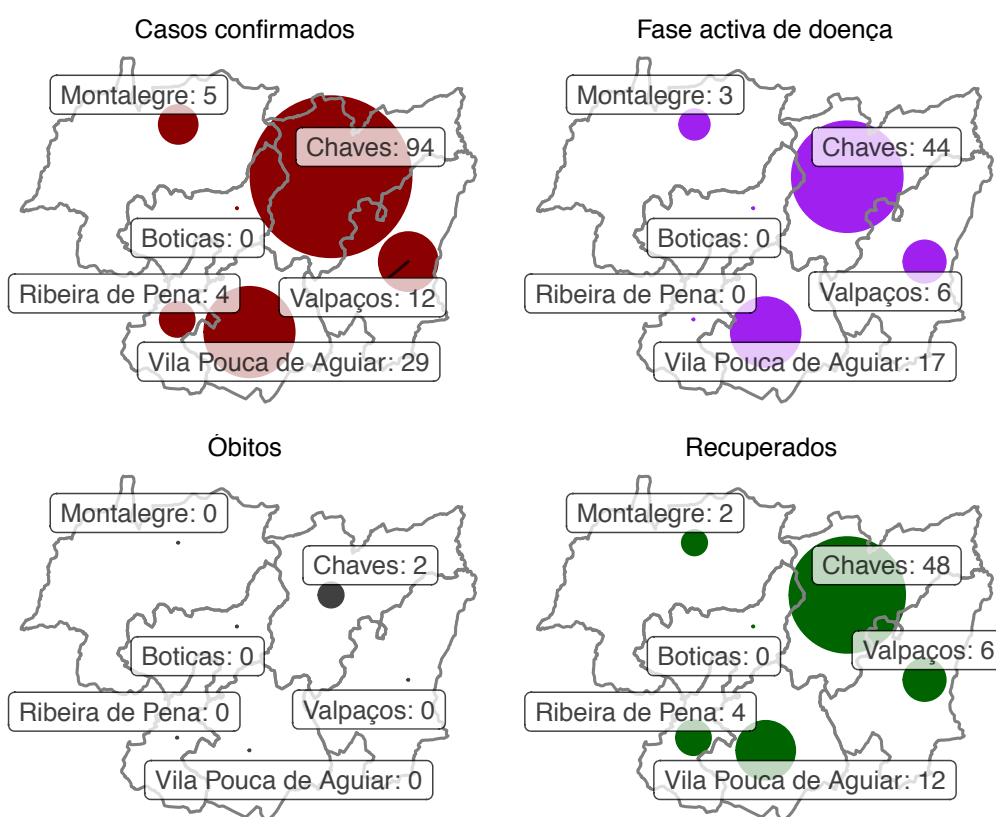 Casos confirmados
Montalegre: 5
Chaves: 94
Boticas: 0
Ribeira de Pena: 4
Valpaços: 12
Vila Pouca de Aguiar: 29
Fase activa de doença
Montalegre: 3
Chaves: 44
Boticas: 0
Ribeira de Pena: 0
Valpaços: 6
Vila Pouca de Aguiar: 17
Óbitos
Montalegre: 0
Chaves: 2
Boticas: 0
Ribeira de Pena: 0
Valpaços: 0
Vila Pouca de Aguiar: 0
Recuperados
Montalegre: 2
Chaves: 48
Valpaços: 6
Boticas: 0
Ribeira de Pena: 4
Vila Pouca de Aguiar: 12